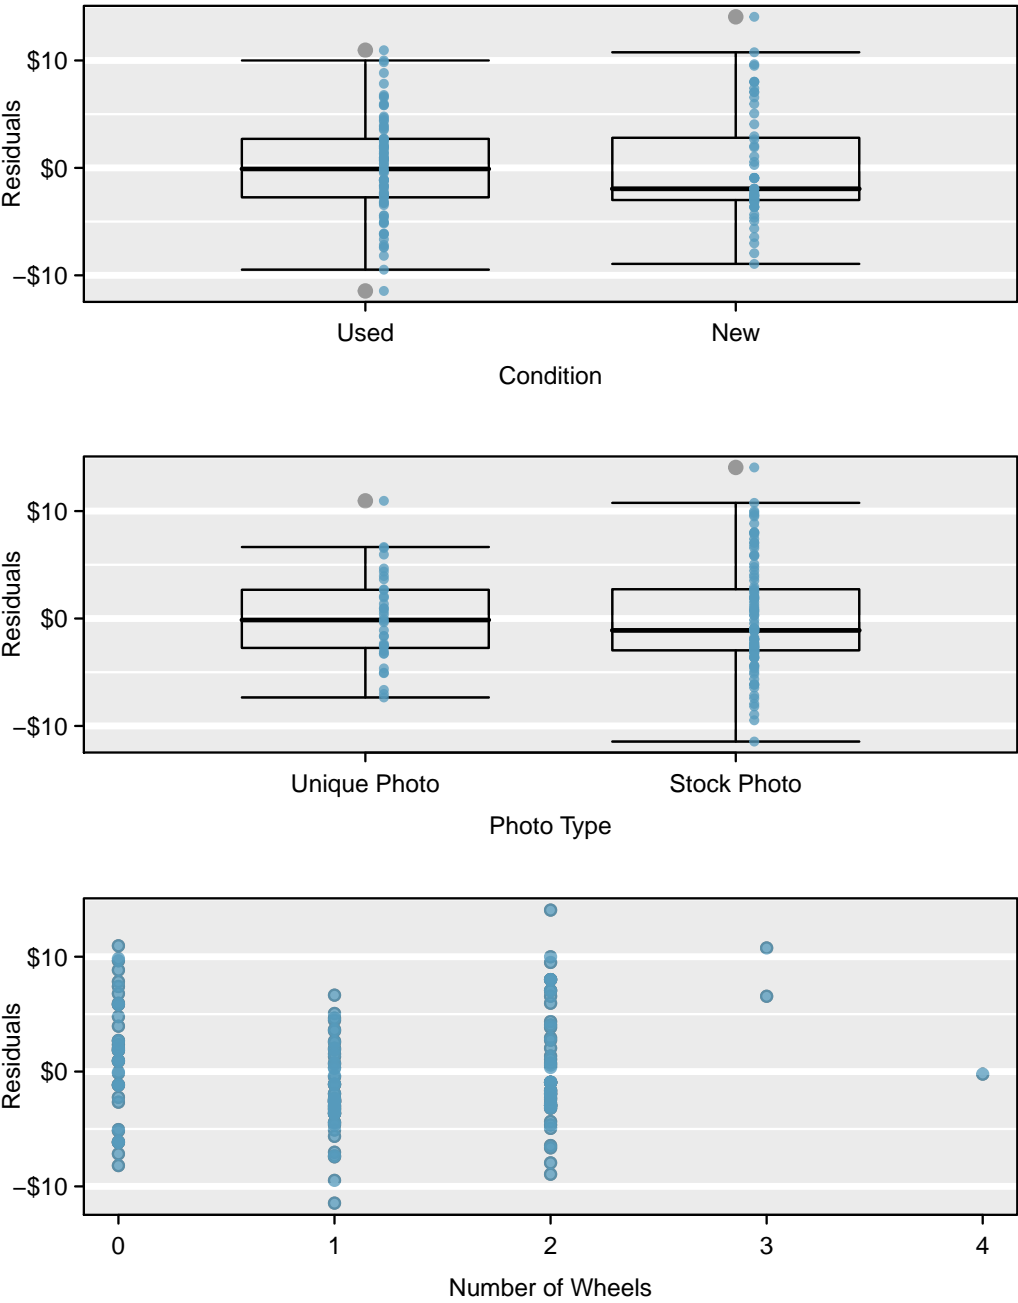 Residuals
$10
$0
−$10
Used New
Condition
Residuals
$10
$0
−$10
Unique Photo Stock Photo
Photo Type
Residuals
$10
$0
−$10
0 1 2 3 4
Number of Wheels